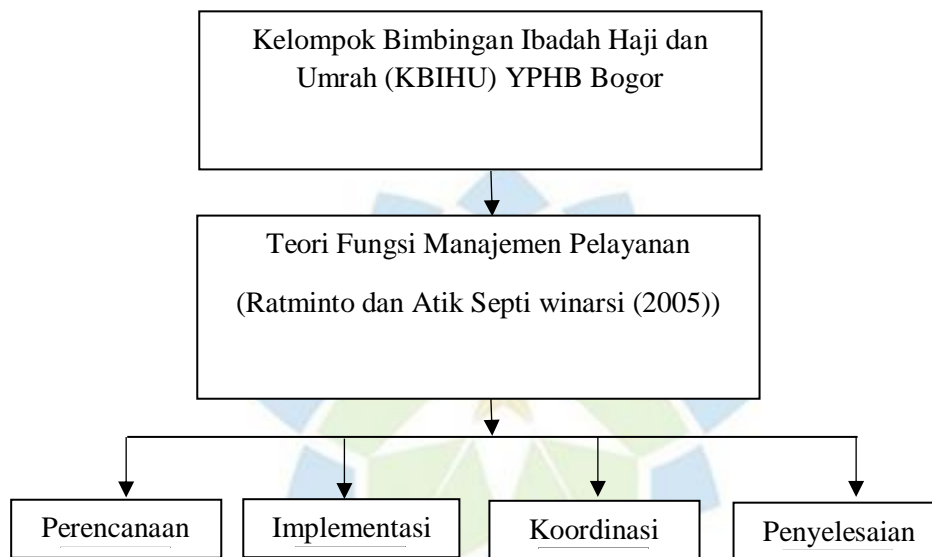 Kelompok Bimbingan Ibadah Haji dan
Umrah (KBIHU) YPHB Bogor
Teori Fungsi Manajemen Pelayanan
(Ratminto dan Atik Septi winarsi (2005))
Perencanaan
Implementasi
Koordinasi
Penyelesaian